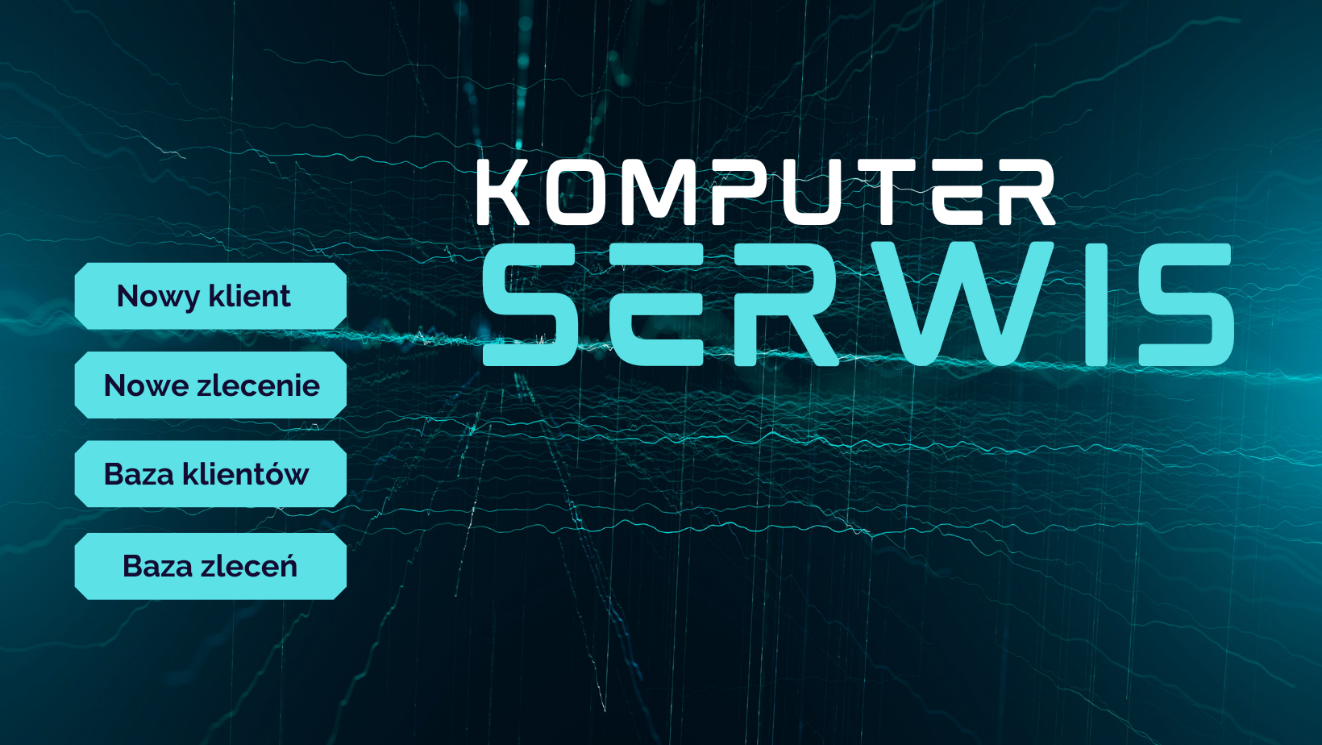 KOMPUTER
SERWIS
Nowy klient
Nowe zlecenie
Baza klientów
Baza zleceń